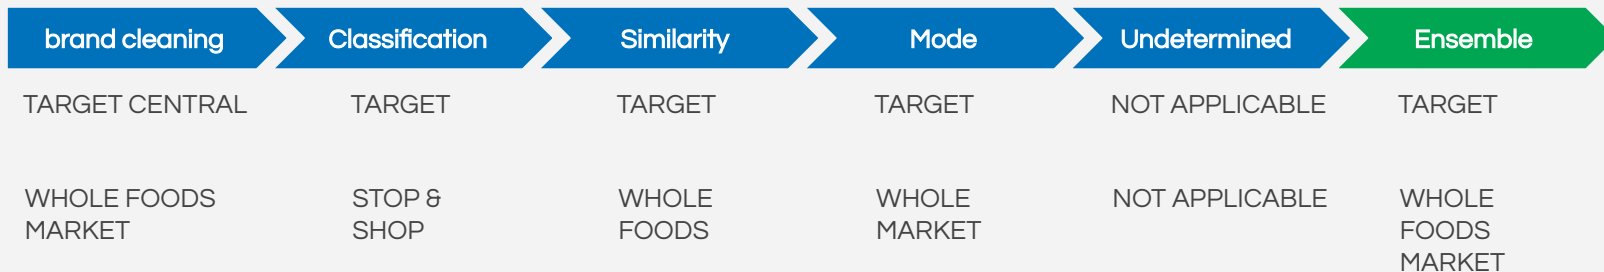 brand cleaning Classification Similarity Mode Undetermined Ensemble
TARGET CENTRAL TARGET TARGET TARGET NOT APPLICABLE TARGET
WHOLE FOODS STOP & WHOLE WHOLE NOT APPLICABLE WHOLE
MARKET SHOP FOODS MARKET FOODS
MARKET